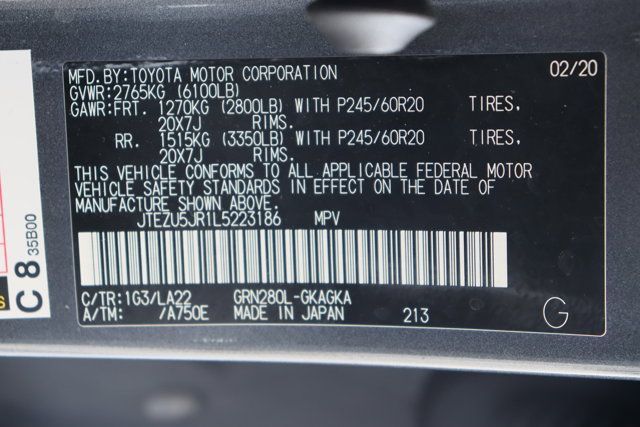 MFD.BY:TOYOTA MOTOR CORPORATION 02/20
GVWR:2765KG (6100LB)
GAWR:FRT. 1270KG (2800LB) WITH P245/60R20 TIRES,
20X7J RIMS.
RR. 1515KG (3350LB) WITH P245/60R20 TIRES,
20X7J RIMS.
THIS VEHICLE CONFORMS TO ALL APPLICABLE FEDERAL MOTOR
VEHICLE SAFETY STANDARDS IN EFFECT ON THE DATE OF
MANUFACTURE SHOWN ABOVE.
JTEZU5JR1L5223186 MPV
C/TR:1G3/LA22 GRN280L-GKAGKA
A/TM: /A750E MADE IN JAPAN 213 G
C 8
35B00